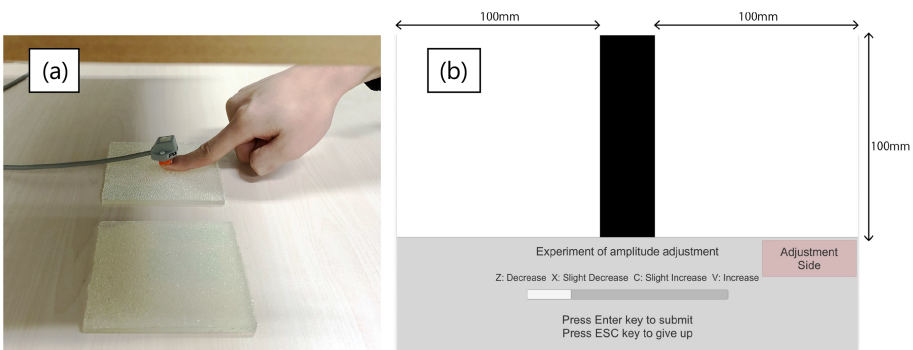 (a)
100mm
100mm
(b)
100mm
Experiment of amplitude adjustment
Adjustment
Side
Z: Decrease X: Slight Decrease C: Slight Increase V: Increase
Press Enter key to submit
Press ESC key to give up